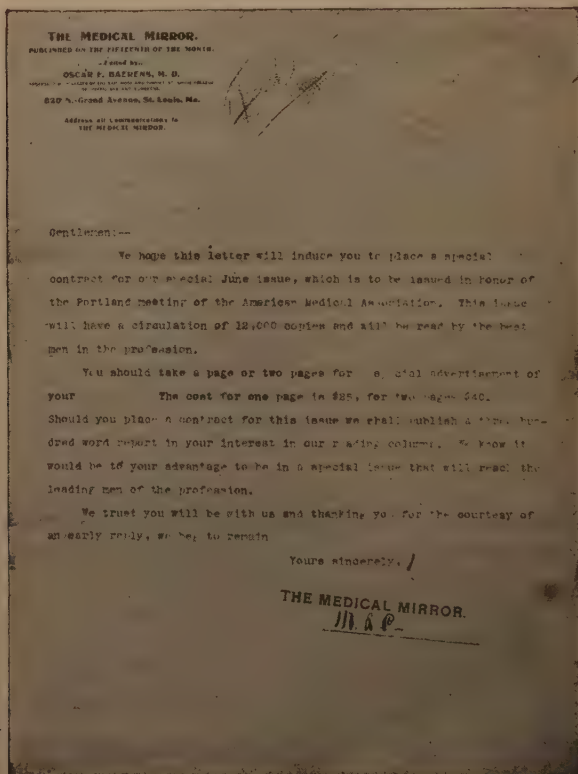 THE MEDICAL MIRROR.
PUBLISHED ON THE FIFTEENTH OF THE MONTH.
Edited by
OSCAR F. BAERENS, M. D.
620 N. Grand Avenue, St. Louis, Mo.
Address all Communications to
THE MEDICAL MIRROR.
Gentlemen:--
We hope this letter will induce you to place a special
contract for our special June issue, which is to be issued in honor of
the Portland meeting of the American Medical Association. This issue
will have a circulation of 12,000 copies and will be read by the best
men in the profession.
You should take a page or two pages for advertisment of
your The cost for one page is $25, for two pages $40.
Should you place a contract for this issue we shall publish a three hun-
dred word report in your interest in our reading columns. We know it
would be to your advantage to be in a special issue that will reach the
leading men of the profession.
We trust you will be with us and thanking you for the courtesy of
an early reply, we beg to remain
Yours sincerely,
THE MEDICAL MIRROR.